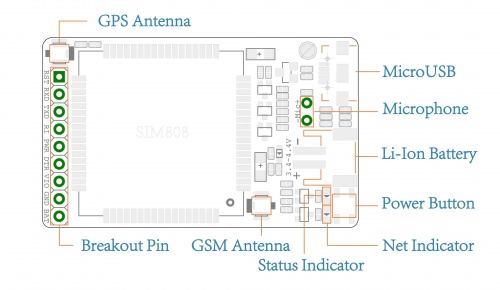 GPS Antenna
MicroUSB
RST
RXD
TXD
RI
PWR
DTR
VIO
GND
BAT
SIM808
-Mic+
Microphone
3.4-4.4V
- +
Li-Ion Battery
Power Button
Breakout Pin
GSM Antenna
Net Indicator
Status Indicator